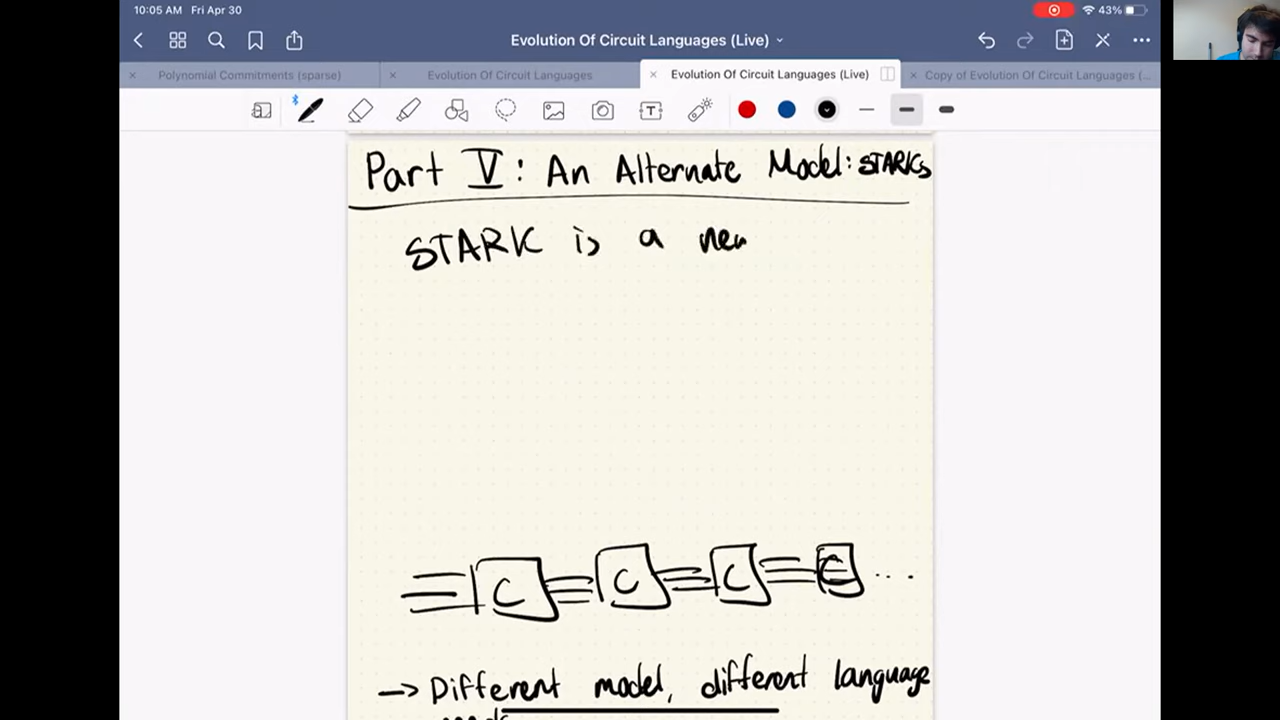 10:05 AM Fri Apr 30
43%
Evolution Of Circuit Languages (Live)
Polynomial Commitments (sparse)
Evolution Of Circuit Languages
Evolution Of Circuit Languages (Live)
Copy of Evolution Of Circuit Languages (...
Part V: An Alternate Model: STARKs
STARK is a new
C C C C ...
-> Different model, different language